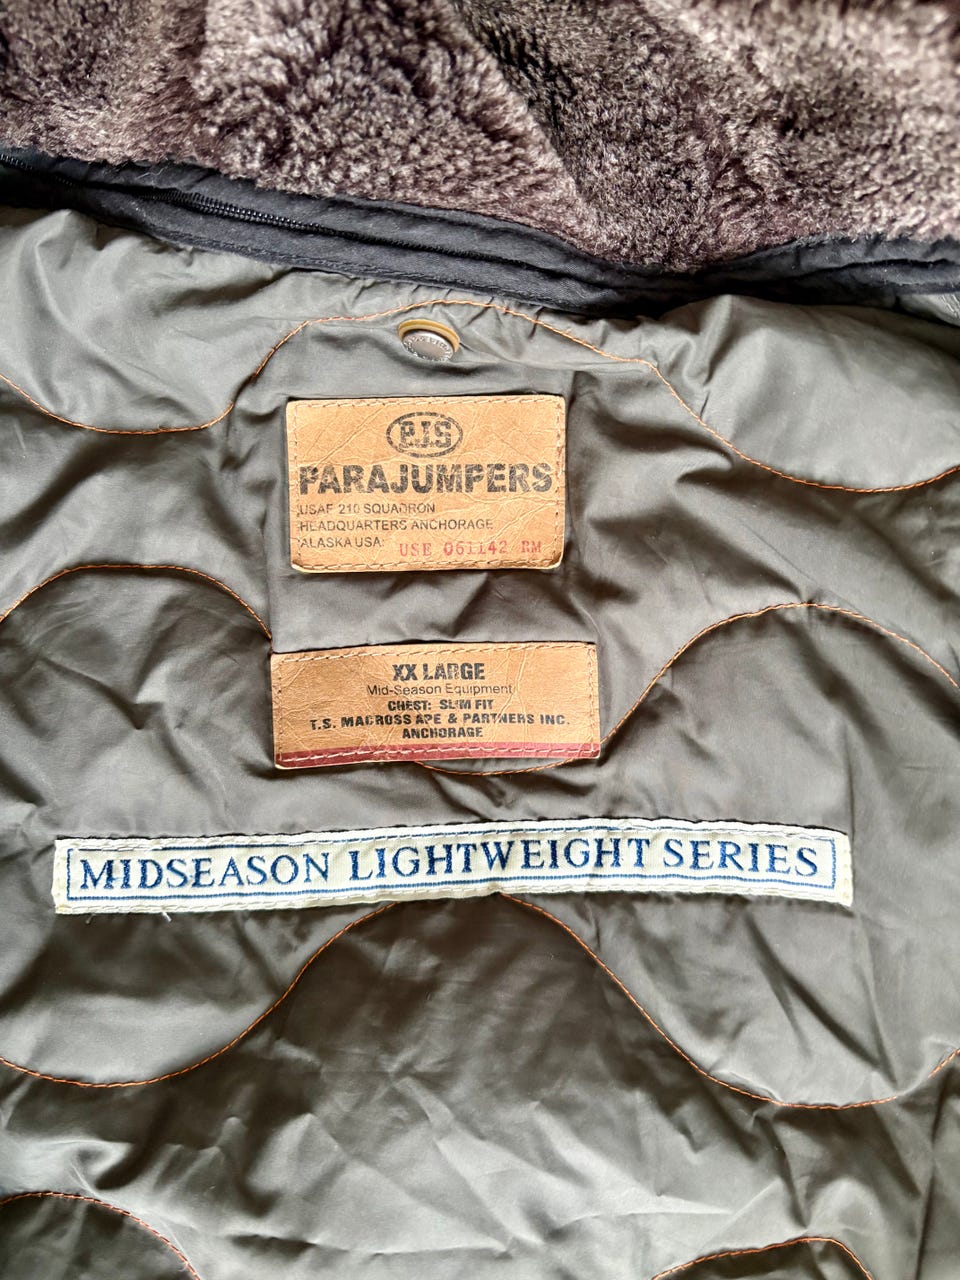 P.J.S
PARAJUMPERS
USAF 210 SQUADRON
HEADQUARTERS ANCHORAGE
ALASKA USA: USE 061142 RM
XX LARGE
Mid-Season Equipment
CHEST: SLIM FIT
T.S. MACROSS APE & PARTNERS INC.
ANCHORAGE
MIDSEASON LIGHTWEIGHT SERIES